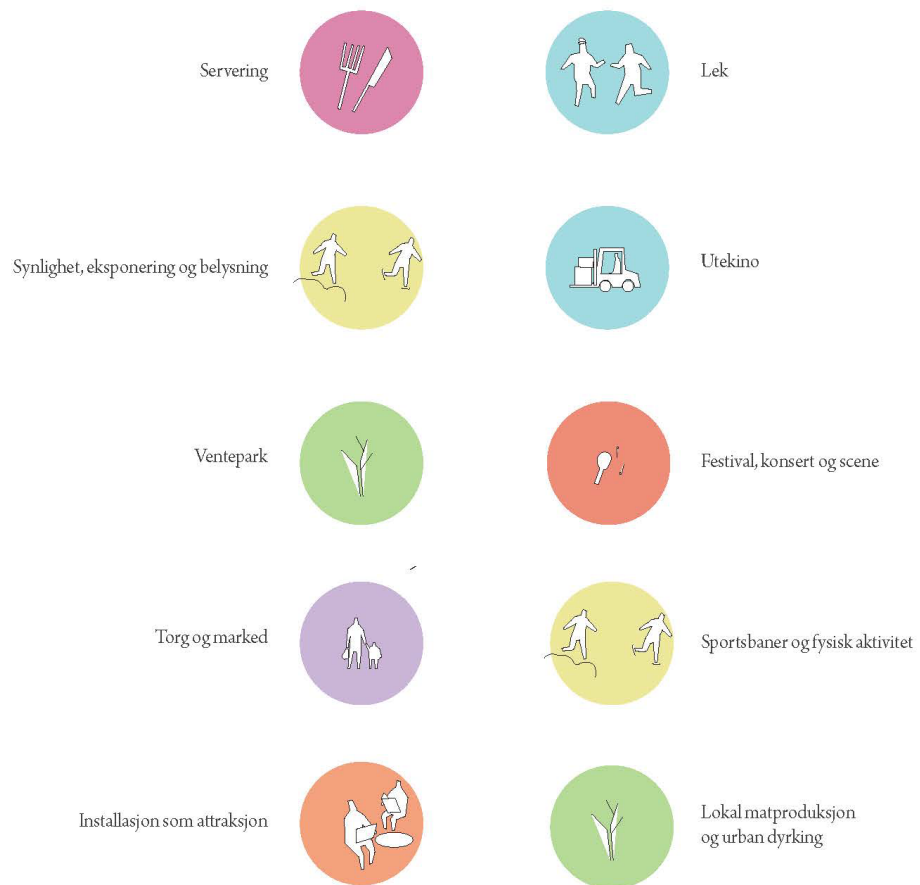 Servering
Lek
Synlighet, eksponering og belysning
Utekino
Ventepark
Festival, konsert og scene
Torg og marked
Sportsbaner og fysisk aktivitet
Installasjon som attraksjon
Lokal matproduksjon
og urban dyrking